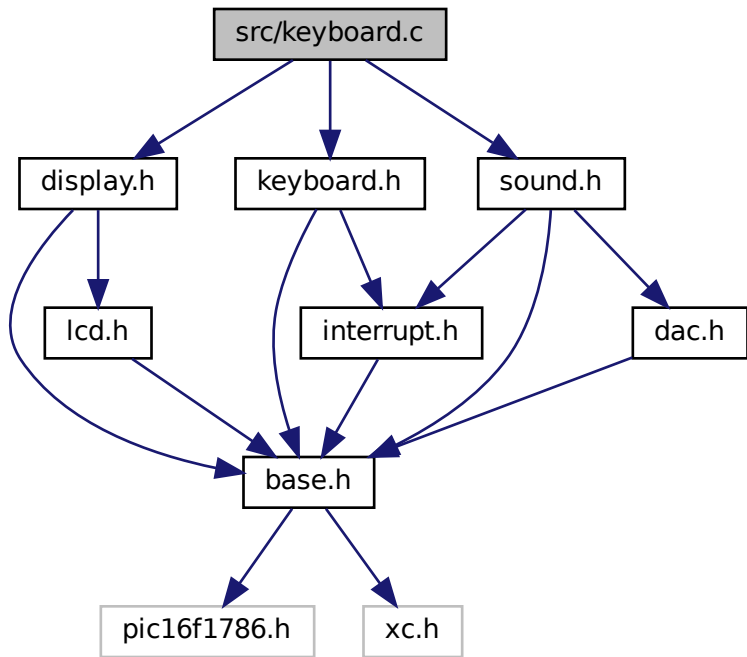 src/keyboard.c
display.h
keyboard.h
sound.h
lcd.h
interrupt.h
dac.h
base.h
pic16f1786.h
xc.h